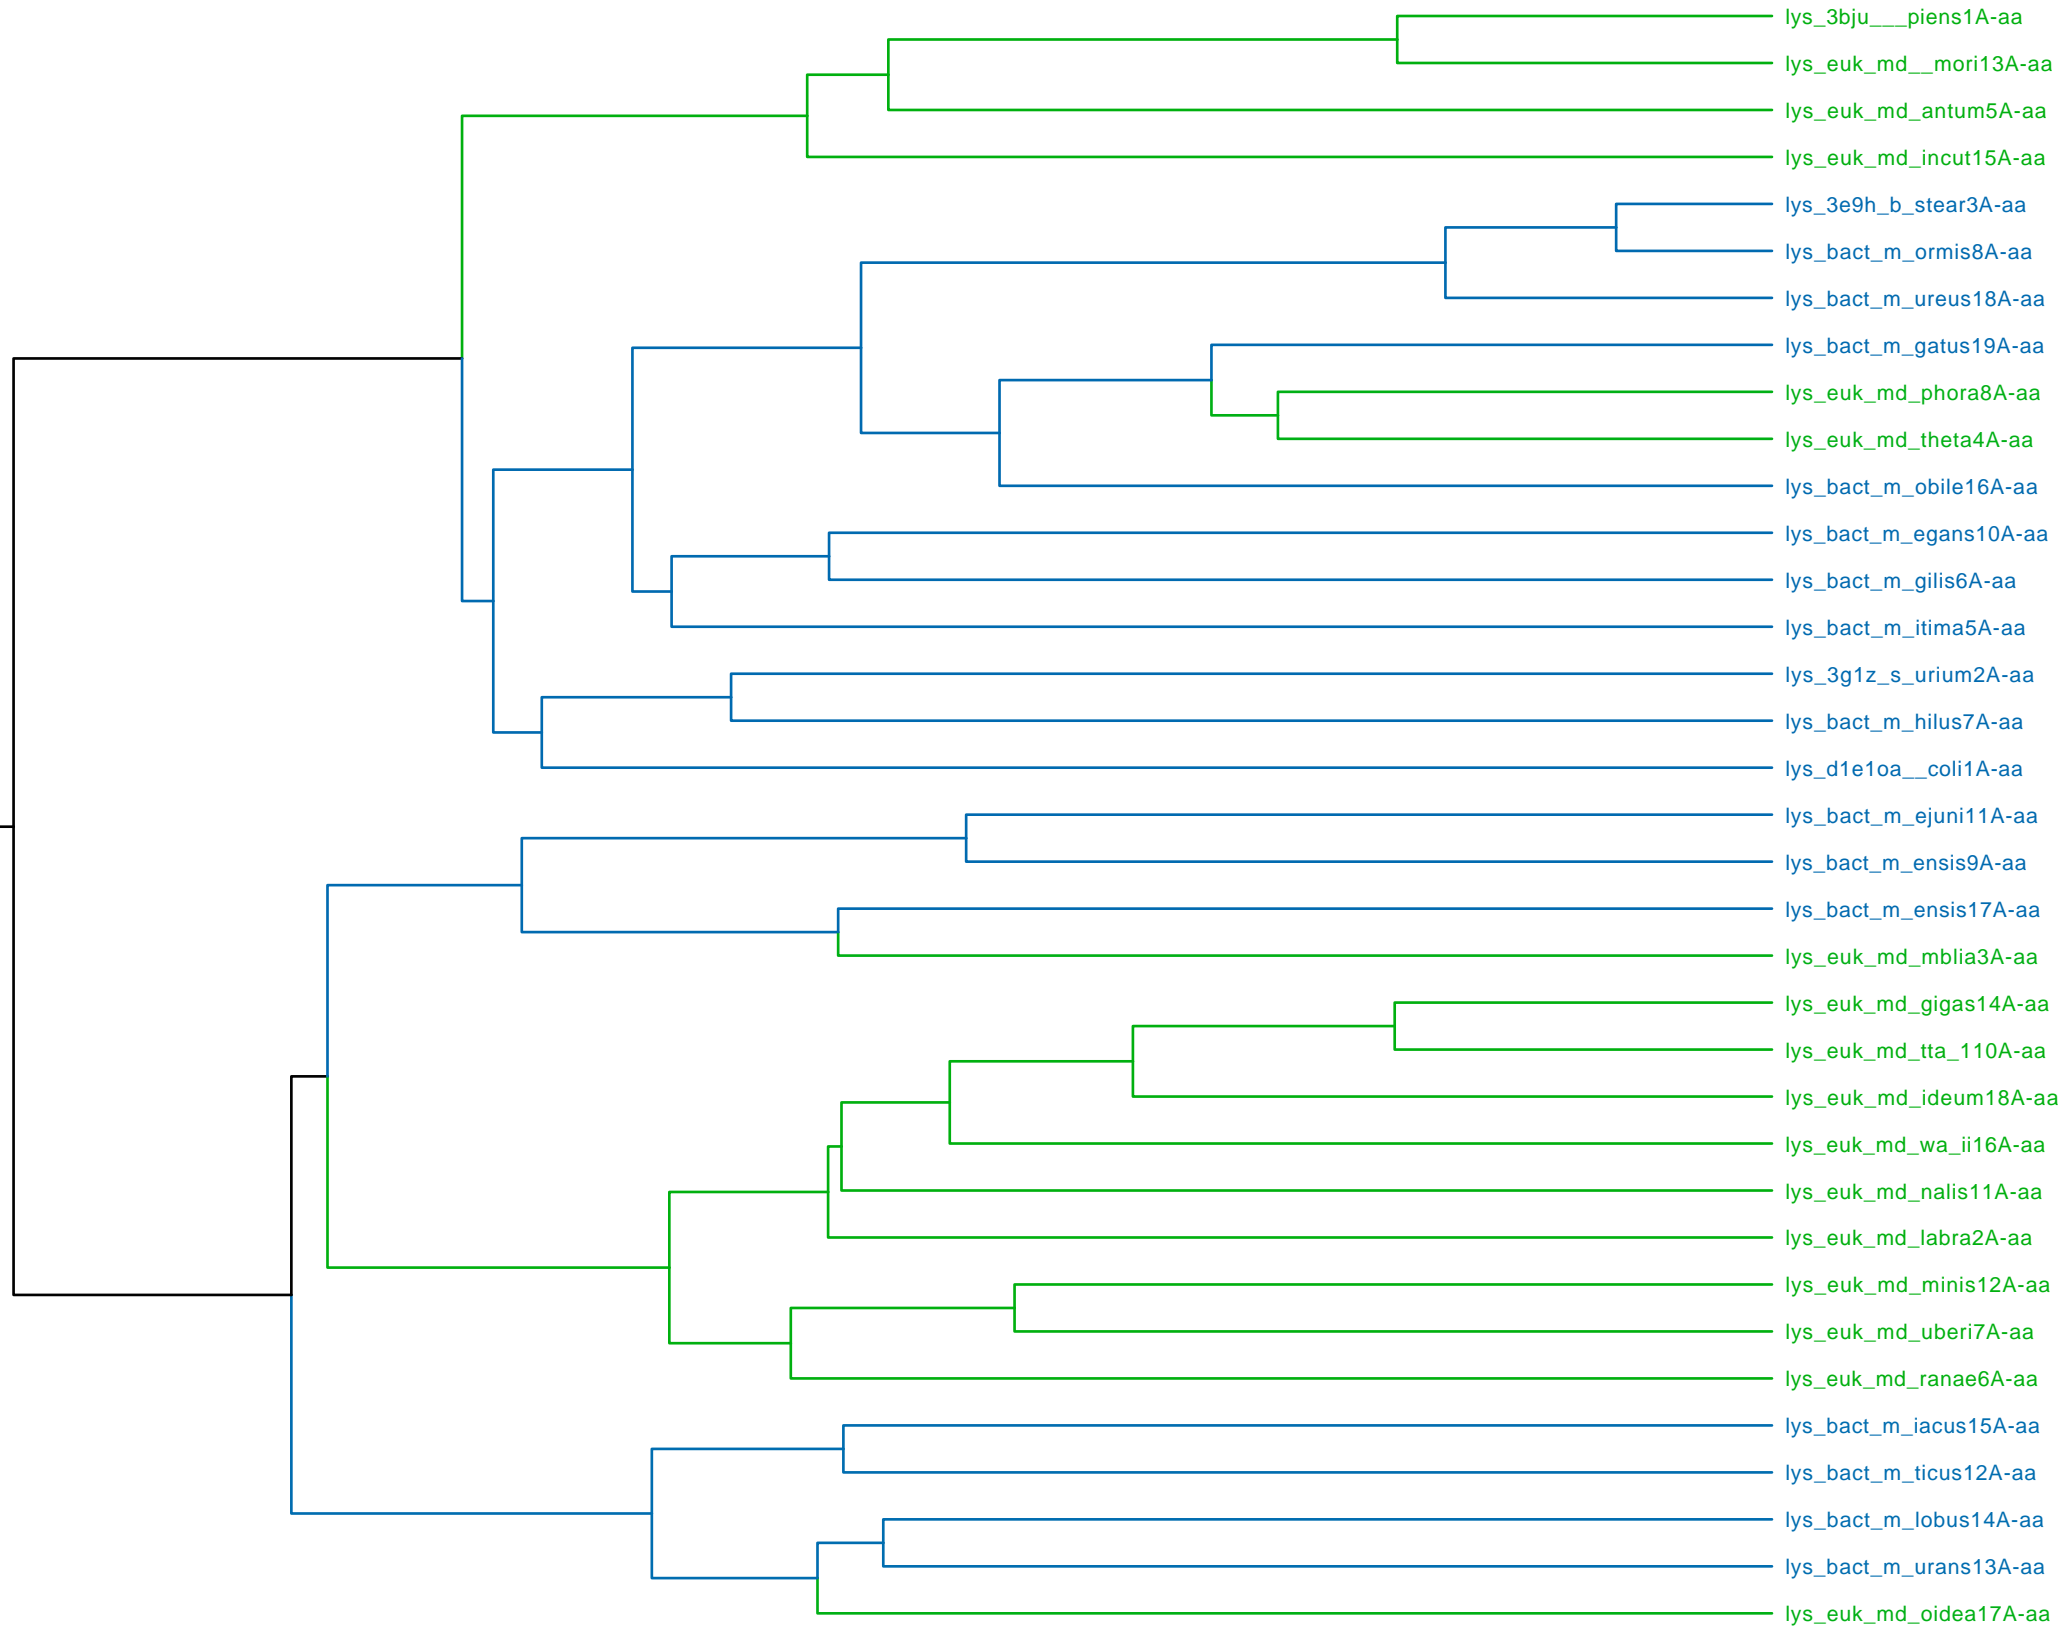 lys_3bju___piens1A-aa
lys_euk_md__mori13A-aa
lys_euk_md_antum5A-aa
lys_euk_md_incut15A-aa
lys_3e9h_b_stear3A-aa
lys_bact_m_ormis8A-aa
lys_bact_m_ureus18A-aa
lys_bact_m_gatus19A-aa
lys_euk_md_phora8A-aa
lys_euk_md_theta4A-aa
lys_bact_m_obile16A-aa
lys_bact_m_egans10A-aa
lys_bact_m_gilis6A-aa
lys_bact_m_itima5A-aa
lys_3g1z_s_urium2A-aa
lys_bact_m_hilus7A-aa
lys_d1e1oa__coli1A-aa
lys_bact_m_ejuni11A-aa
lys_bact_m_ensis9A-aa
lys_bact_m_ensis17A-aa
lys_euk_md_mblia3A-aa
lys_euk_md_gigas14A-aa
lys_euk_md_tta_110A-aa
lys_euk_md_ideum18A-aa
lys_euk_md_wa_ii16A-aa
lys_euk_md_nalis11A-aa
lys_euk_md_labra2A-aa
lys_euk_md_minis12A-aa
lys_euk_md_uberi7A-aa
lys_euk_md_ranae6A-aa
lys_bact_m_iacus15A-aa
lys_bact_m_ticus12A-aa
lys_bact_m_lobus14A-aa
lys_bact_m_urans13A-aa
lys_euk_md_oidea17A-aa